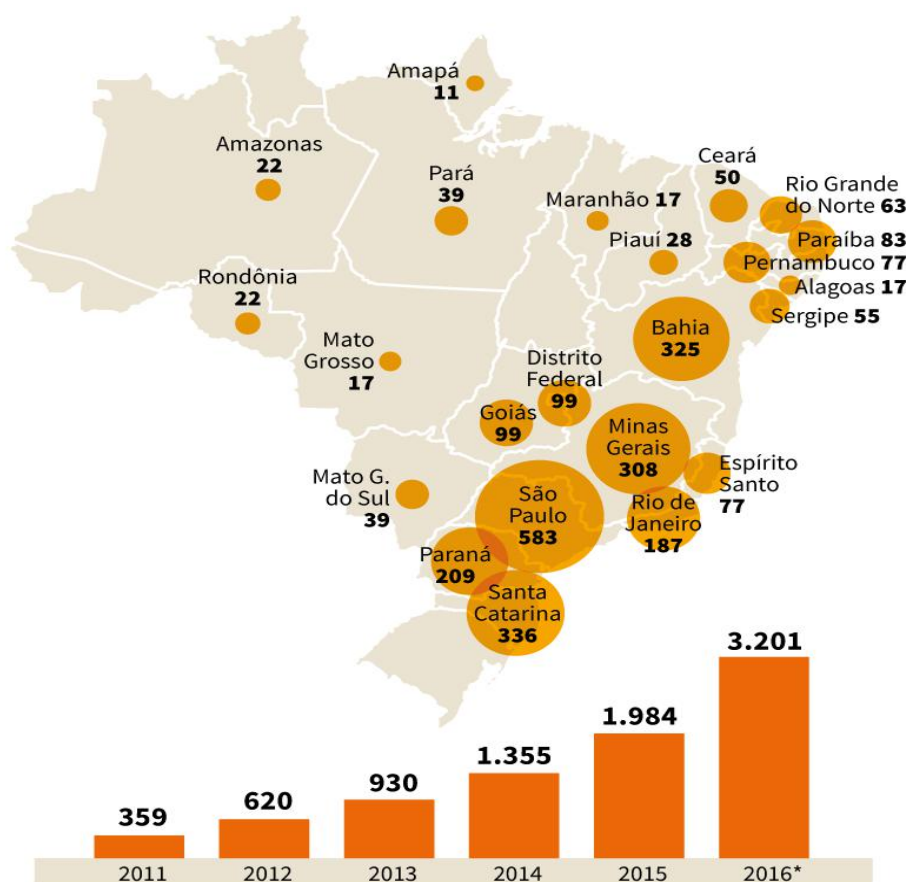 Amapá
11
Amazonas
22
Pará
39
Maranhão 17
Piauí 28
Ceará
50
Rio Grande
do Norte 63
Paraíba 83
Pernambuco 77
Alagoas 17
Sergipe 55
Rondônia
22
Mato
Grosso
17
Bahia
325
Distrito
Federal
99
Goiás
99
Minas
Gerais
308
Espírito
Santo
77
Mato G.
do Sul
39
São
Paulo
583
Rio de
Janeiro
187
Paraná
209
Santa
Catarina
336
359
620
930
1.355
1.984
3.201
2011
2012
2013
2014
2015
2016*